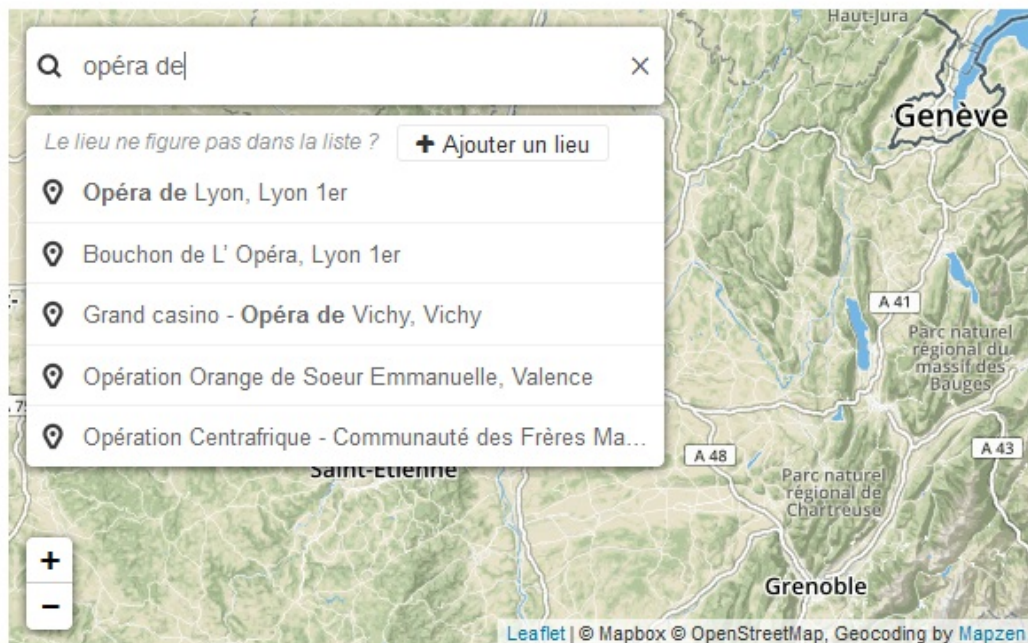 Haut-Jura
opéra de
Genève
Le lieu ne figure pas dans la liste ? + Ajouter un lieu
Opéra de Lyon, Lyon 1er
Bouchon de L' Opéra, Lyon 1er
Grand casino - Opéra de Vichy, Vichy
A 41
Parc naturel
régional du
massif des
Bauges
Opération Orange de Soeur Emmanuelle, Valence
Opération Centrafrique - Communauté des Frères Ma...
A 48
A 43
Saint-Étienne
Parc naturel
régional de
Chartreuse
+
−
Grenoble
Leaflet | © Mapbox © OpenStreetMap, Geocoding by Mapzen